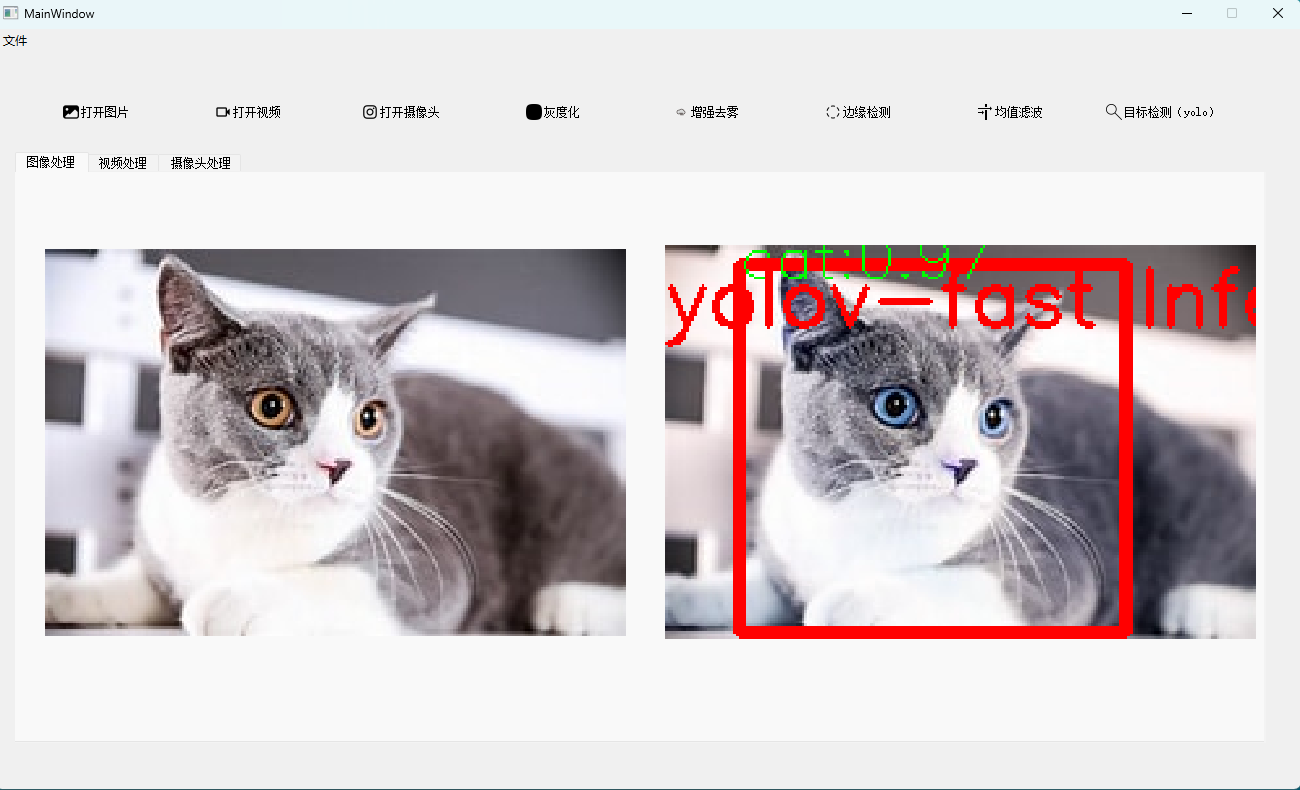 MainWindow
文件
打开图片 打开视频 打开摄像头 灰度化 增强去雾 边缘检测 均值滤波 目标检测（yolo）
图像处理 视频处理 摄像头处理
cat:0.97
yolov-fast Inf